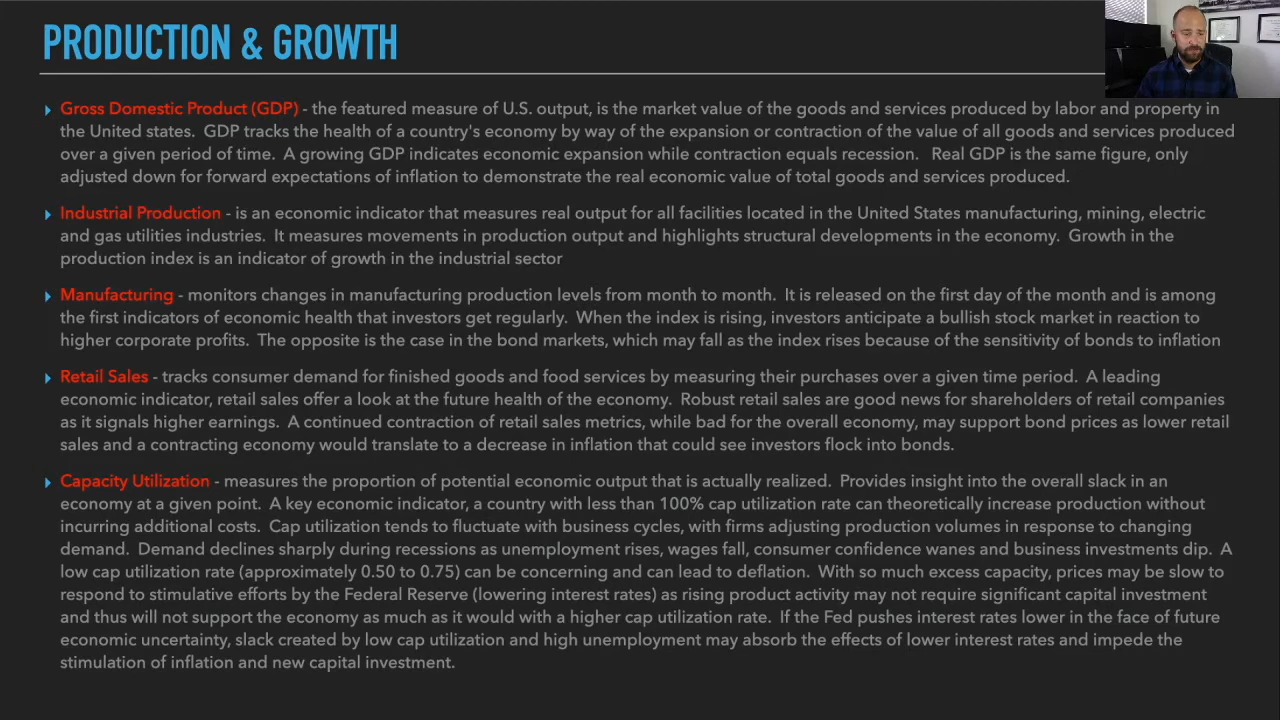 PRODUCTION & GROWTH
Gross Domestic Product (GDP) - the featured measure of U.S. output, is the market value of the goods and services produced by labor and property in
the United states. GDP tracks the health of a country's economy by way of the expansion or contraction of the value of all goods and services produced
over a given period of time. A growing GDP indicates economic expansion while contraction equals recession. Real GDP is the same figure, only
adjusted down for forward expectations of inflation to demonstrate the real economic value of total goods and services produced.
Industrial Production - is an economic indicator that measures real output for all facilities located in the United States manufacturing, mining, electric
and gas utilities industries. It measures movements in production output and highlights structural developments in the economy. Growth in the
production index is an indicator of growth in the industrial sector
Manufacturing - monitors changes in manufacturing production levels from month to month. It is released on the first day of the month and is among
the first indicators of economic health that investors get regularly. When the index is rising, investors anticipate a bullish stock market in reaction to
higher corporate profits. The opposite is the case in the bond markets, which may fall as the index rises because of the sensitivity of bonds to inflation
Retail Sales - tracks consumer demand for finished goods and food services by measuring their purchases over a given time period. A leading
economic indicator, retail sales offer a look at the future health of the economy. Robust retail sales are good news for shareholders of retail companies
as it signals higher earnings. A continued contraction of retail sales metrics, while bad for the overall economy, may support bond prices as lower retail
sales and a contracting economy would translate to a decrease in inflation that could see investors flock into bonds.
Capacity Utilization - measures the proportion of potential economic output that is actually realized. Provides insight into the overall slack in an
economy at a given point. A key economic indicator, a country with less than 100% cap utilization rate can theoretically increase production without
incurring additional costs. Cap utilization tends to fluctuate with business cycles, with firms adjusting production volumes in response to changing
demand. Demand declines sharply during recessions as unemployment rises, wages fall, consumer confidence wanes and business investments dip. A
low cap utilization rate (approximately 0.50 to 0.75) can be concerning and can lead to deflation. With so much excess capacity, prices may be slow to
respond to stimulative efforts by the Federal Reserve (lowering interest rates) as rising product activity may not require significant capital investment
and thus will not support the economy as much as it would with a higher cap utilization rate. If the Fed pushes interest rates lower in the face of future
economic uncertainty, slack created by low cap utilization and high unemployment may absorb the effects of lower interest rates and impede the
stimulation of inflation and new capital investment.